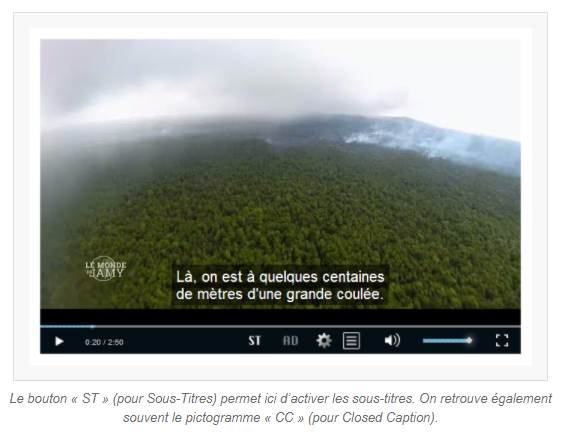 LE MONDE
DE JAMY
Là, on est à quelques centaines
de mètres d'une grande coulée.
0:20 / 2:50
ST
AD
Le bouton « ST » (pour Sous-Titres) permet ici d'activer les sous-titres. On retrouve également
souvent le pictogramme « CC » (pour Closed Caption).